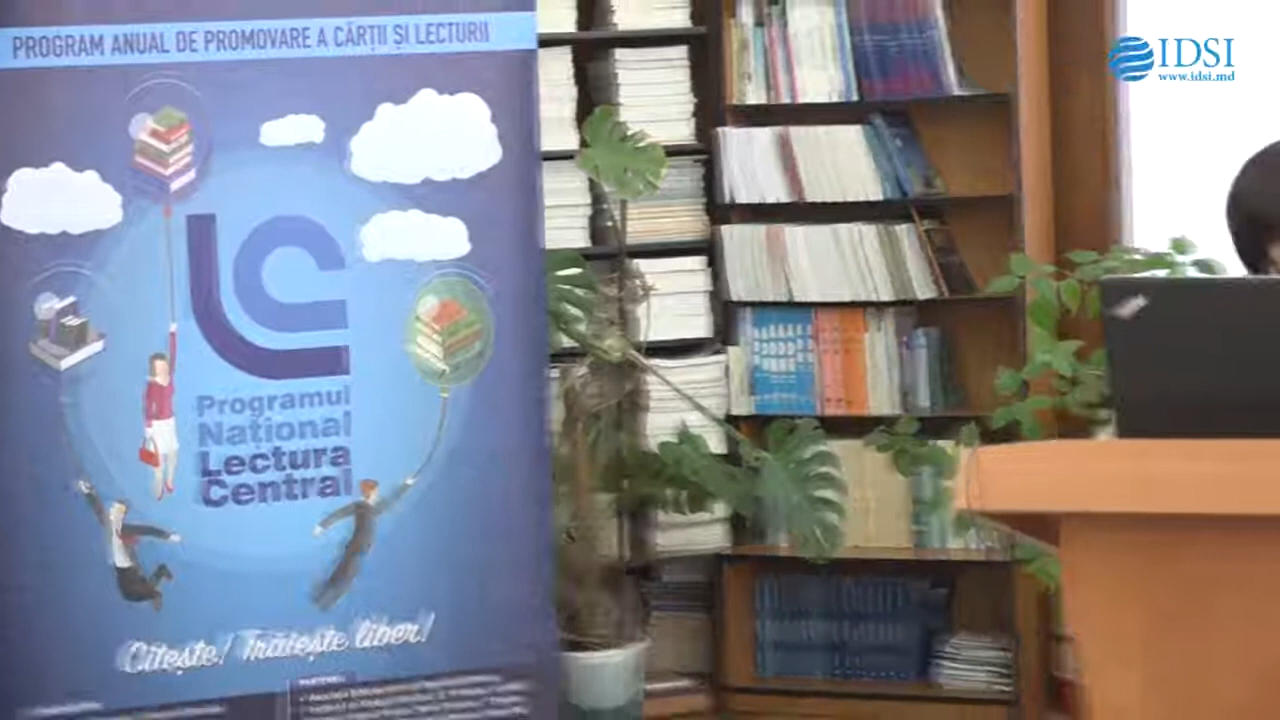 PROGRAM ANUAL DE PROMOVARE A CĂRȚII ȘI LECTURII
LC
Programul
Național
Lectura
Central
Citește! Trăiește liber!
PARTENERI:
IDSI
www.idsi.md